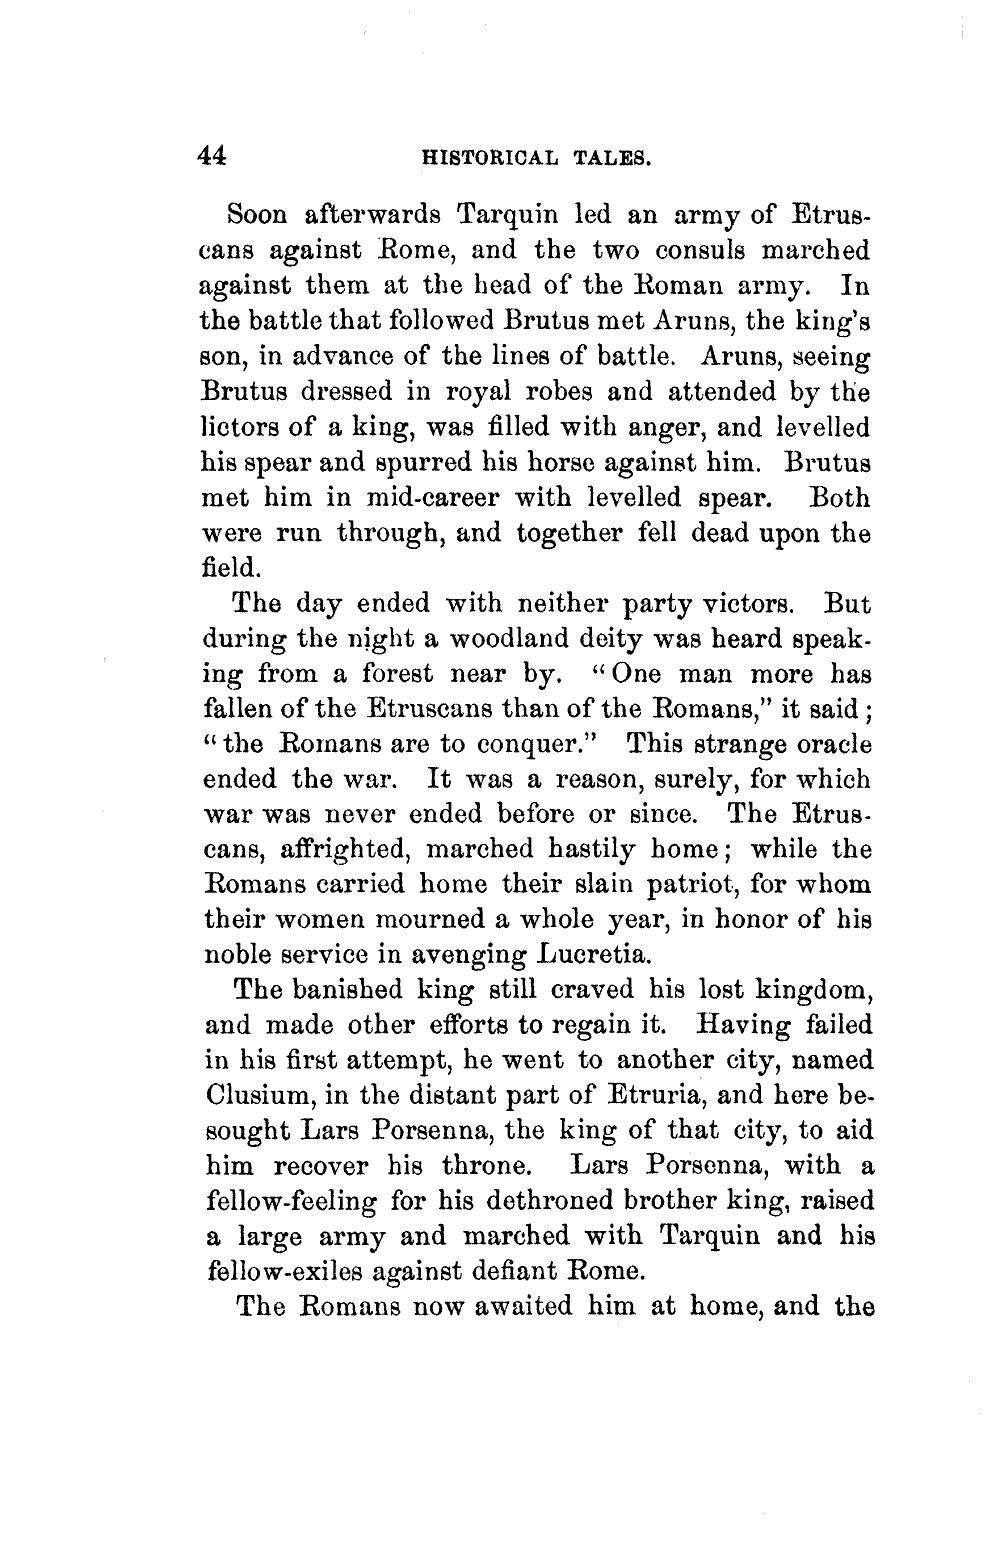 44 HISTORICAL TALES.
Soon afterwards Tarquin led an army of Etrus-
cans against Rome, and the two consuls marched
against them at the head of the Roman army. In
the battle that followed Brutus met Aruns, the king's
son, in advance of the lines of battle. Aruns, seeing
Brutus dressed in royal robes and attended by the
lictors of a king, was filled with anger, and levelled
his spear and spurred his horse against him. Brutus
met him in mid-career with levelled spear. Both
were run through, and together fell dead upon the
field.
The day ended with neither party victors. But
during the night a woodland deity was heard speak-
ing from a forest near by. “One man more has
fallen of the Etruscans than of the Romans,” it said;
“the Romans are to conquer.” This strange oracle
ended the war. It was a reason, surely, for which
war was never ended before or since. The Etrus-
cans, affrighted, marched hastily home; while the
Romans carried home their slain patriot, for whom
their women mourned a whole year, in honor of his
noble service in avenging Lucretia.
The banished king still craved his lost kingdom,
and made other efforts to regain it. Having failed
in his first attempt, he went to another city, named
Clusium, in the distant part of Etruria, and here be-
sought Lars Porsenna, the king of that city, to aid
him recover his throne. Lars Porsenna, with a
fellow-feeling for his dethroned brother king, raised
a large army and marched with Tarquin and his
fellow-exiles against defiant Rome.
The Romans now awaited him at home, and the